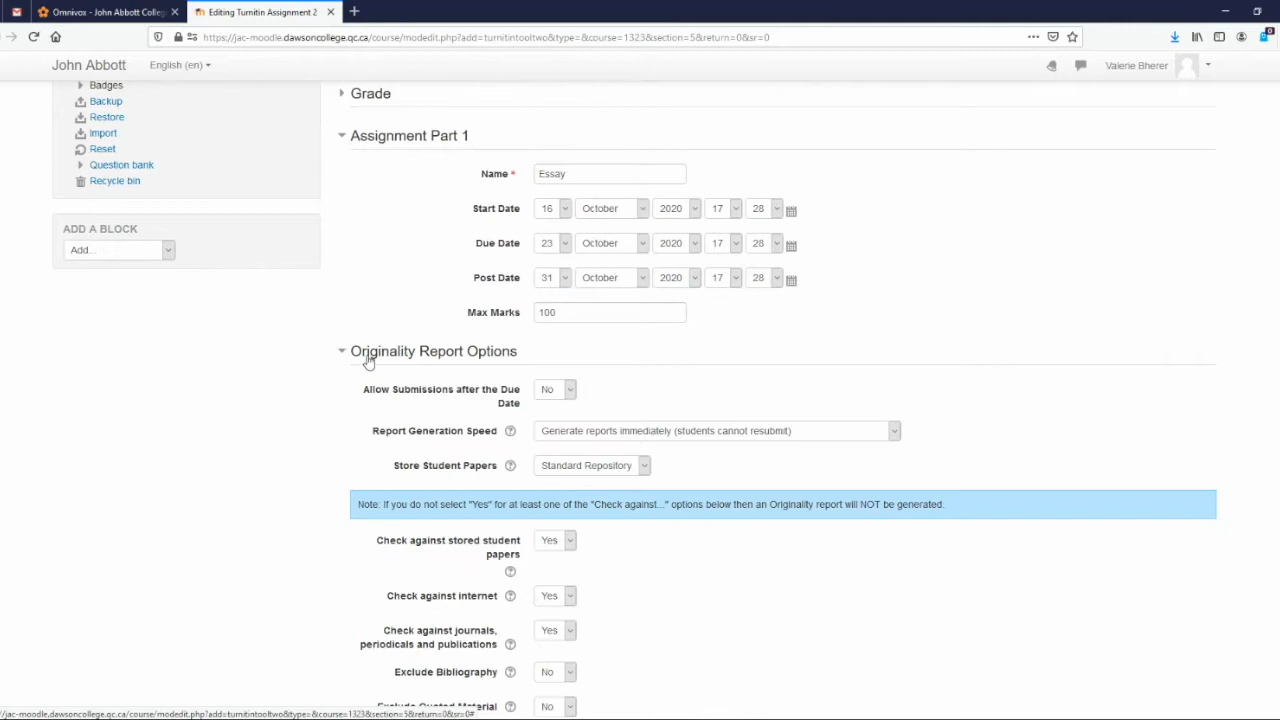 Omnivox - John Abbott Colleg
Editing Turnitin Assignment 2
https://jac-moodle.dawsoncollege.qc.ca/course/modedit.php?add=turnitintooltwo&type=&course=1323&section=5&return=0&sr=0
John Abbott
English (en)
Valerie Bherer
Badges
Backup
Restore
Import
Reset
Question bank
Recycle bin
ADD A BLOCK
Add...
Grade
Assignment Part 1
Name * Essay
Start Date 16 October 2020 17 28
Due Date 23 October 2020 17 28
Post Date 31 October 2020 17 28
Max Marks 100
Originality Report Options
Allow Submissions after the Due No
Date
Report Generation Speed Generate reports immediately (students cannot resubmit)
Store Student Papers Standard Repository
Note: If you do not select "Yes" for at least one of the "Check against..." options below then an Originality report will NOT be generated.
Check against stored student Yes
papers
Check against internet Yes
Check against journals, Yes
periodicals and publications
Exclude Bibliography No
Exclude Quoted Material No
//jac-moodle.dawsoncollege.qc.ca/course/modedit.php?add=turnitintooltwo&type=&course=1323&section=5&return=0&sr=0#